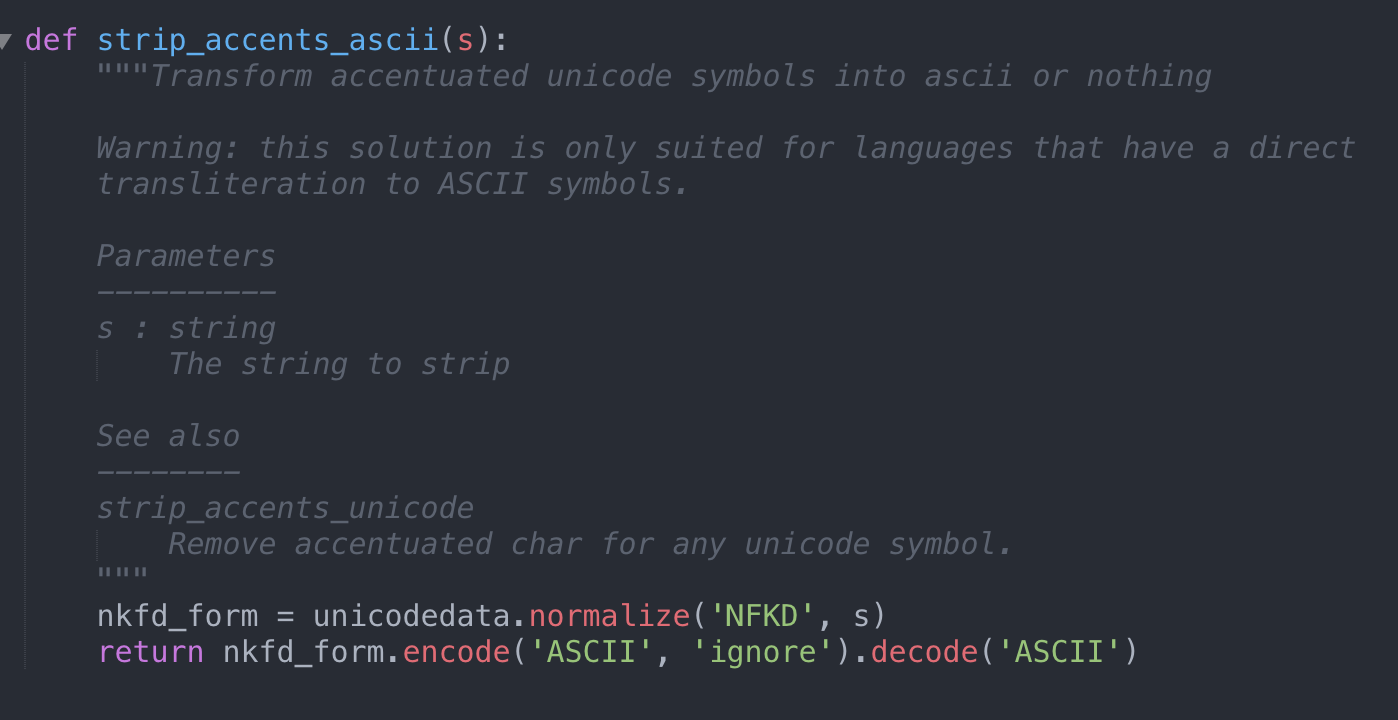 def strip_accents_ascii(s):
"""Transform accentuated unicode symbols into ascii or nothing
Warning: this solution is only suited for languages that have a direct
transliteration to ASCII symbols.
Parameters
----------
s : string
The string to strip
See also
--------
strip_accents_unicode
Remove accentuated char for any unicode symbol.
"""
nkfd_form = unicodedata.normalize('NFKD', s)
return nkfd_form.encode('ASCII', 'ignore').decode('ASCII')